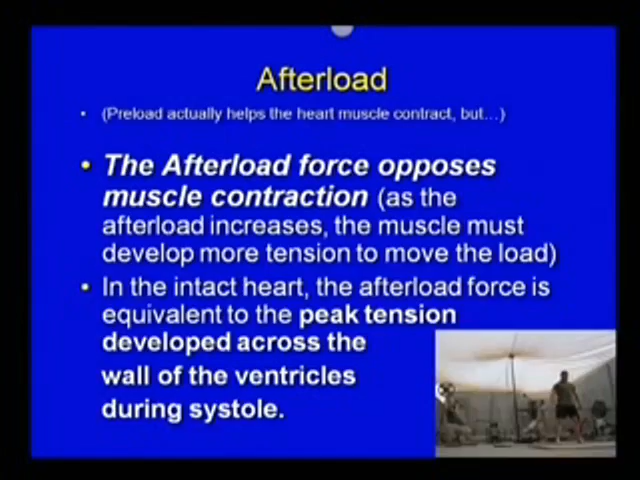 Afterload
• (Preload actually helps the heart muscle contract, but…)
• The Afterload force opposes
muscle contraction (as the
afterload increases, the muscle must
develop more tension to move the load)
• In the intact heart, the afterload force is
equivalent to the peak tension
developed across the
wall of the ventricles
during systole.